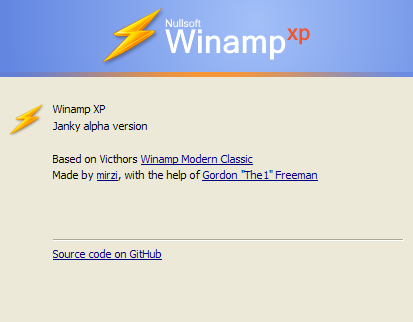 Nullsoft
Winamp xp
Winamp XP
Janky alpha version
Based on Victhors Winamp Modern Classic
Made by mirzi, with the help of Gordon "The1" Freeman
Source code on GitHub